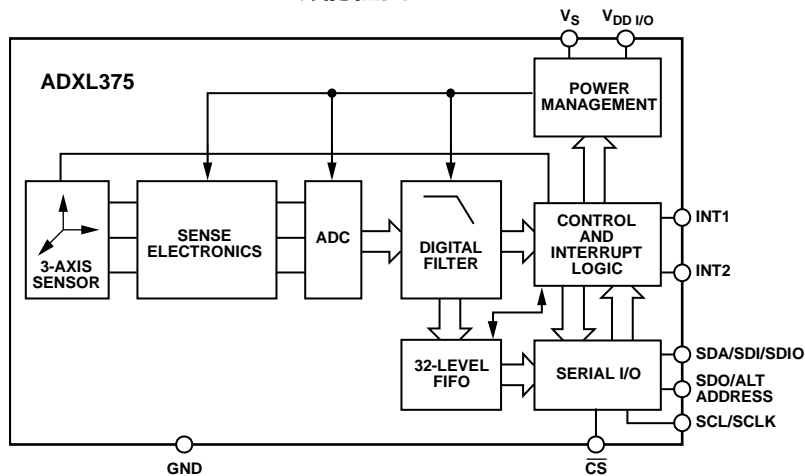 VS
VDD I/O
ADXL375
POWER
MANAGEMENT
3-AXIS
SENSOR
SENSE
ELECTRONICS
ADC
DIGITAL
FILTER
CONTROL
AND
INTERRUPT
LOGIC
INT1
INT2
32-LEVEL
FIFO
SERIAL I/O
SDA/SDI/SDIO
SDO/ALT
ADDRESS
SCL/SCLK
GND
CS